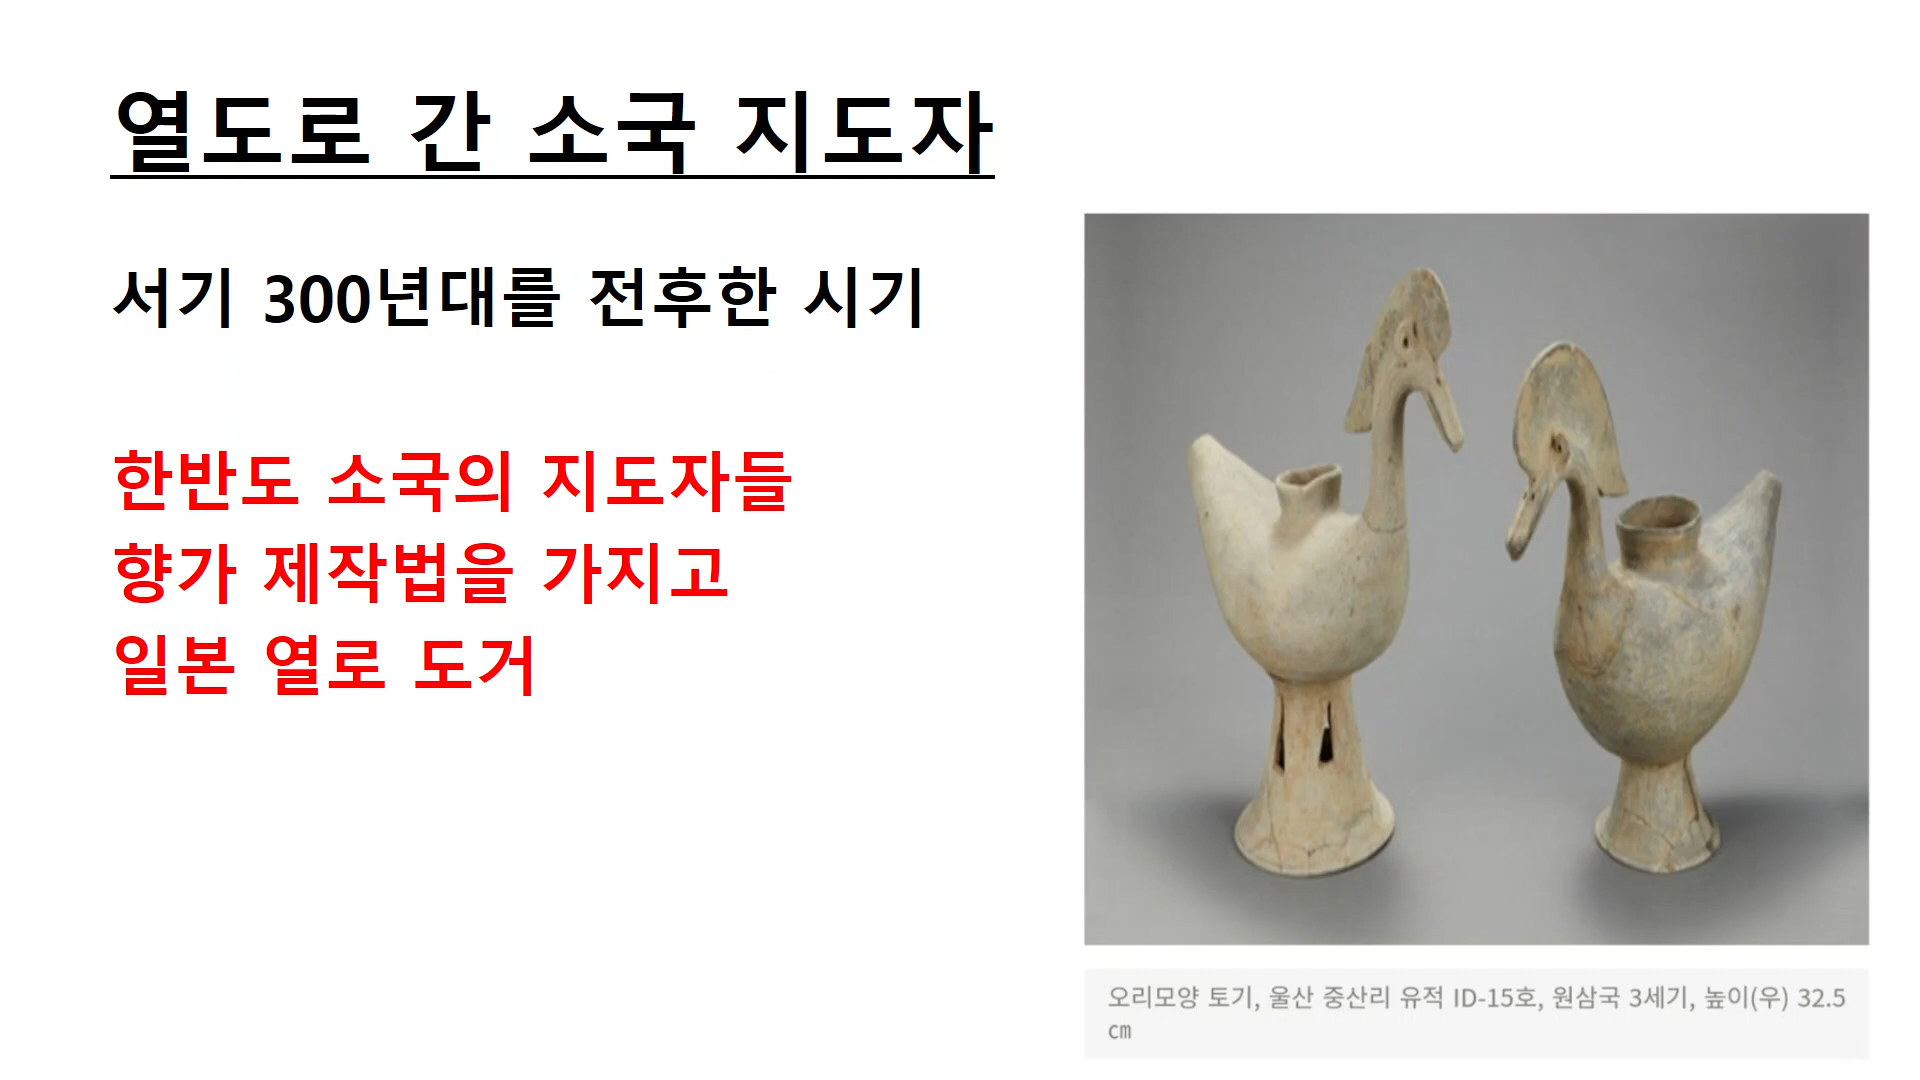 열도로 간 소국 지도자
서기 300년대를 전후한 시기
한반도 소국의 지도자들
향가 제작법을 가지고
일본 열로 도거
오리모양 토기, 울산 중산리 유적 ID-15호, 원삼국 3세기, 높이(우) 32.5
㎝